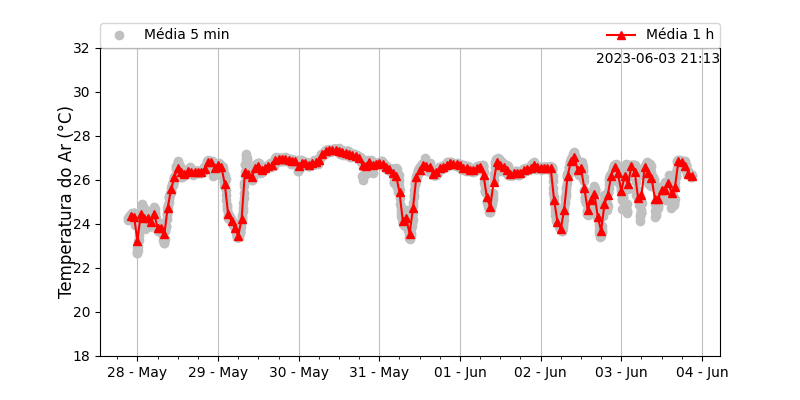 Média 5 min
Média 1 h
2023-06-03 21:13
Temperatura do Ar (°C)
32
30
28
26
24
22
20
18
28 - May
29 - May
30 - May
31 - May
01 - Jun
02 - Jun
03 - Jun
04 - Jun